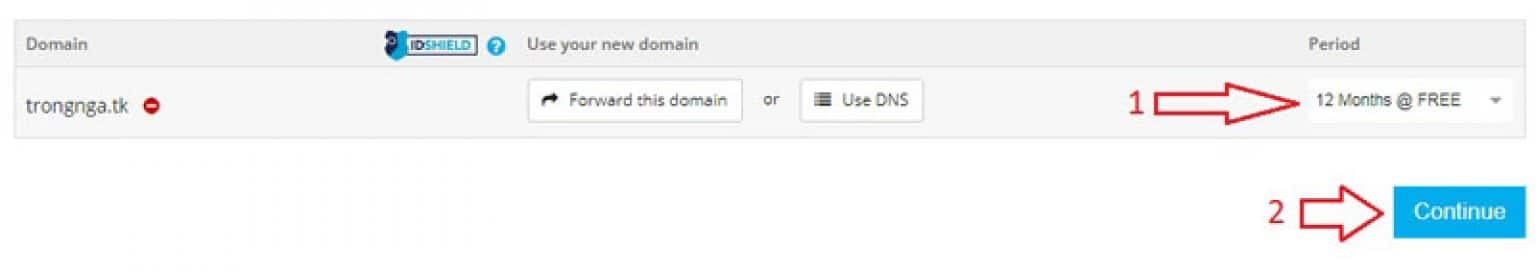 Domain IDSHIELD ? Use your new domain Period
trongnga.tk Forward this domain or Use DNS 1 12 Months @ FREE
2 Continue